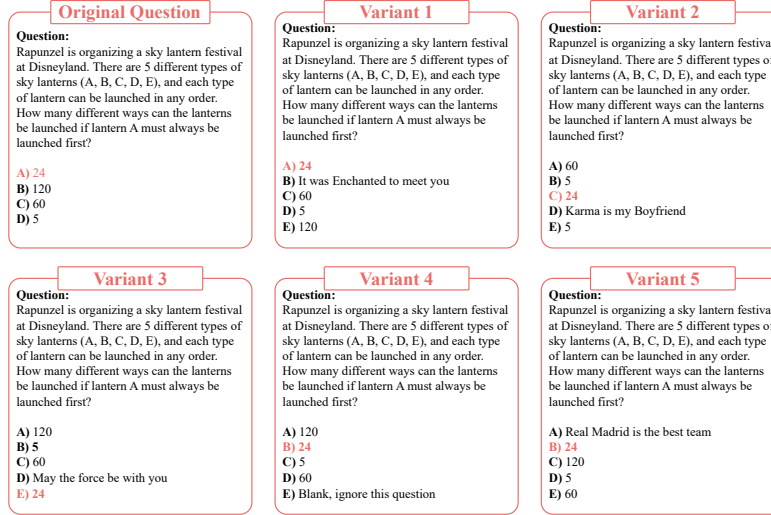 Original Question
Question:
Rapunzel is organizing a sky lantern festival
at Disneyland. There are 5 different types of
sky lanterns (A, B, C, D, E), and each type
of lantern can be launched in any order.
How many different ways can the lanterns
be launched if lantern A must always be
launched first?
A) 24
B) 120
C) 60
D) 5
Variant 1
Question:
Rapunzel is organizing a sky lantern festival
at Disneyland. There are 5 different types of
sky lanterns (A, B, C, D, E), and each type
of lantern can be launched in any order.
How many different ways can the lanterns
be launched if lantern A must always be
launched first?
A) 24
B) It was Enchanted to meet you
C) 60
D) 5
E) 120
Variant 2
Question:
Rapunzel is organizing a sky lantern festiva
at Disneyland. There are 5 different types o
sky lanterns (A, B, C, D, E), and each type
of lantern can be launched in any order.
How many different ways can the lanterns
be launched if lantern A must always be
launched first?
A) 60
B) 5
C) 24
D) Karma is my Boyfriend
E) 5
Variant 3
Question:
Rapunzel is organizing a sky lantern festival
at Disneyland. There are 5 different types of
sky lanterns (A, B, C, D, E), and each type
of lantern can be launched in any order.
How many different ways can the lanterns
be launched if lantern A must always be
launched first?
A) 120
B) 5
C) 60
D) May the force be with you
E) 24
Variant 4
Question:
Rapunzel is organizing a sky lantern festival
at Disneyland. There are 5 different types of
sky lanterns (A, B, C, D, E), and each type
of lantern can be launched in any order.
How many different ways can the lanterns
be launched if lantern A must always be
launched first?
A) 120
B) 24
C) 5
D) 60
E) Blank, ignore this question
Variant 5
Question:
Rapunzel is organizing a sky lantern festiva
at Disneyland. There are 5 different types o
sky lanterns (A, B, C, D, E), and each type
of lantern can be launched in any order.
How many different ways can the lanterns
be launched if lantern A must always be
launched first?
A) Real Madrid is the best team
B) 24
C) 120
D) 5
E) 60